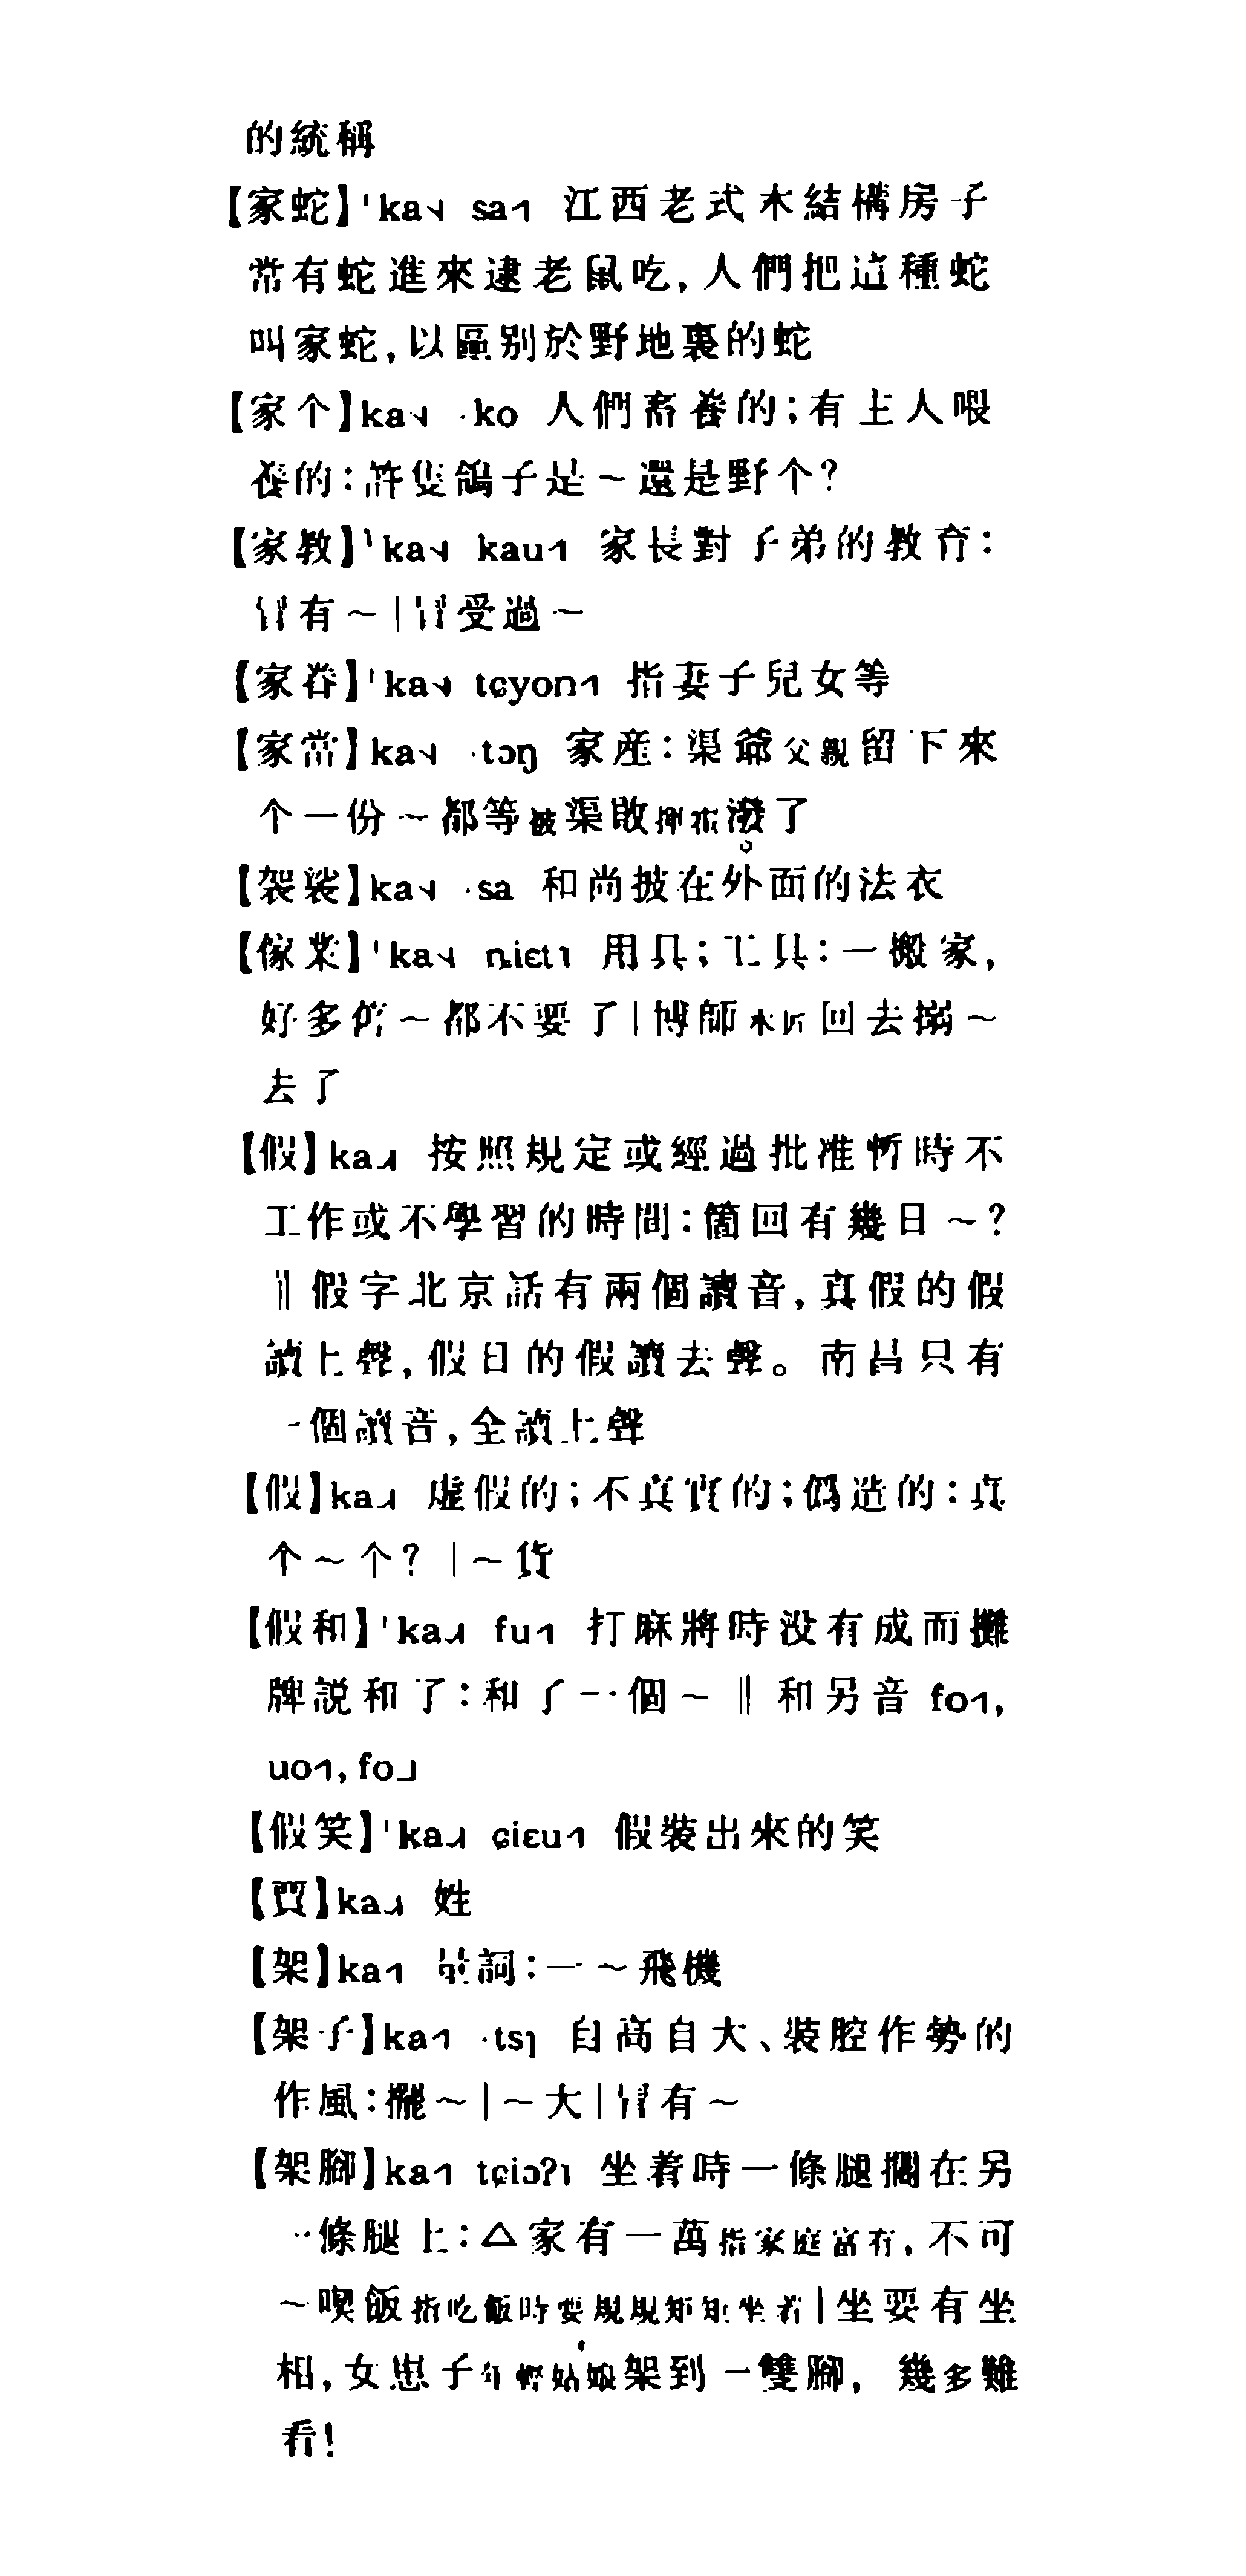 的統稱
【家蛇】ˈka˨ sa˦ 江西老式木結構房子
常有蛇進來逮老鼠吃,人們把這種蛇
叫家蛇,以區别於野地裏的蛇
【家个】ka˨ ·ko 人們畜養的;有主人喂
養的:許隻鴿子是～還是野个?
【家教】ˈka˨ kau˦ 家長對子弟的教育:
冇有～|冇受過～
【家眷】ˈka˨ tɕyon˦ 指妻子兒女等
【家當】ka˨ ·tɔŋ 家産:渠爺父親留下來
个一份～都等被渠敗揮霍潑了
【袈裟】ka˨ ·sa 和尚披在外面的法衣
【傢業】ˈka˨ ȵiɛt˥ 用具;工具:一搬家,
好多〜都不要了|博師木匠回去搦～
去了
【假】ka˩ 按照規定或經過批准暫時不
工作或不學習的時間:箇回有幾日～?
‖假字北京話有兩個讀音,真假的假
讀上聲,假日的假讀去聲。南昌只有
一個讀音,全讀上聲
【假】ka˩ 虚假的;不真實的;僞造的:真
个～个? |～貨
【假和】ˈka˩ fu˦ 打麻將時没有成而攤
牌説和了:和了一個～‖和另音 fo˦,
uo˦, fo˩
【假笑】ˈka˩ ɕiɛu˦ 假裝出來的笑
【賈】ka˩ 姓
【架】ka˦ 量詞:一～飛機
【架子】ka˦ ·tsɿ 自高自大、裝腔作勢的
作風:擺～|～大|冇有～
【架腳】ka˦ tɕiɔʔ˥ 坐着時一條腿擱在另
一條腿上:△家有一萬指家庭富有,不可
～喫飯指吃飯時要規規矩矩坐着|坐要有坐
相,女崽子年輕姑娘架到一雙腳, 幾多難
看!